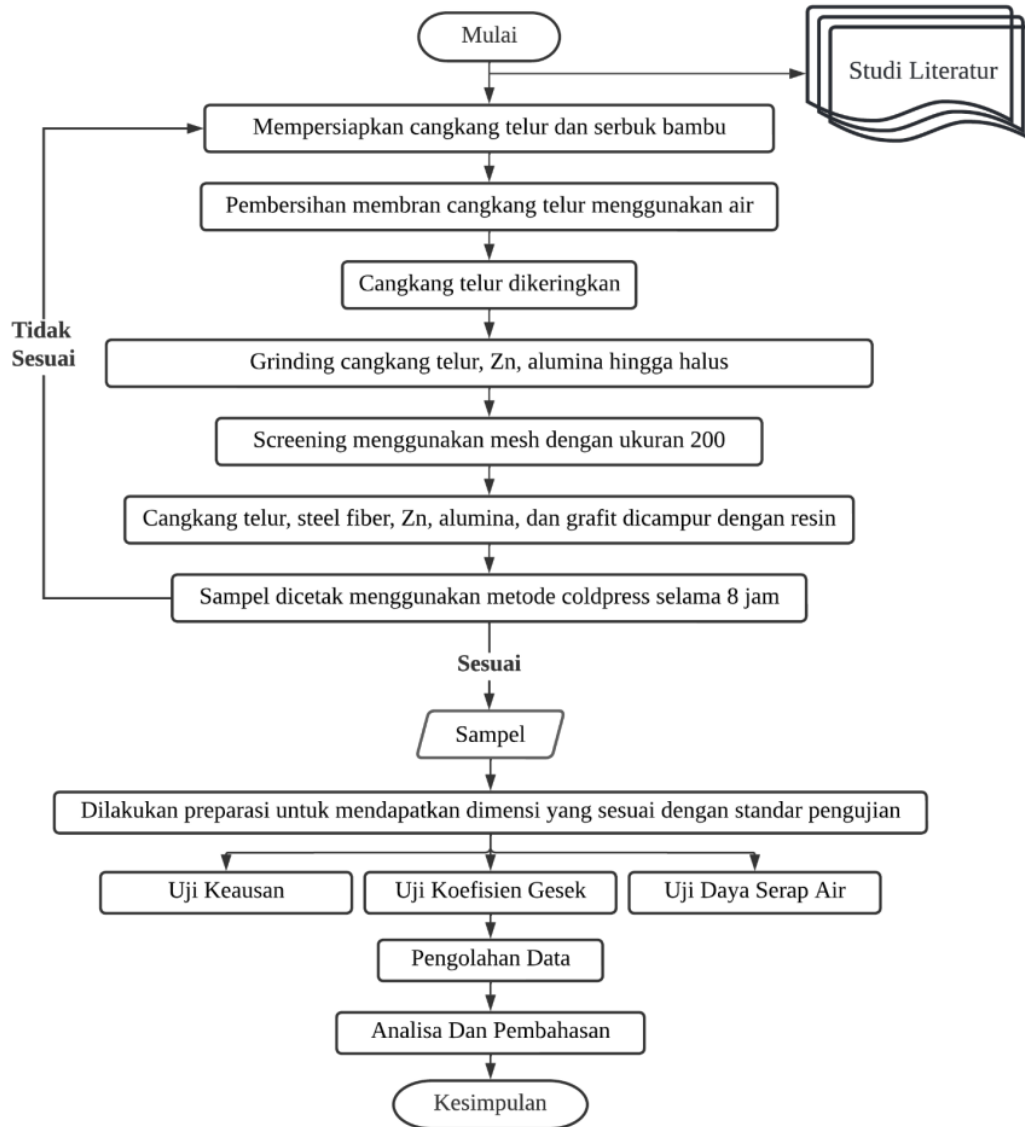 Mulai
Studi Literatur
Mempersiapkan cangkang telur dan serbuk bambu
Pembersihan membran cangkang telur menggunakan air
Cangkang telur dikeringkan
Tidak
Sesuai
Grinding cangkang telur, Zn, alumina hingga halus
Screening menggunakan mesh dengan ukuran 200
Cangkang telur, steel fiber, Zn, alumina, dan grafit dicampur dengan resin
Sampel dicetak menggunakan metode coldpress selama 8 jam
Sesuai
Sampel
Dilakukan preparasi untuk mendapatkan dimensi yang sesuai dengan standar pengujian
Uji Keausan
Uji Koefisien Gesek
Uji Daya Serap Air
Pengolahan Data
Analisa Dan Pembahasan
Kesimpulan